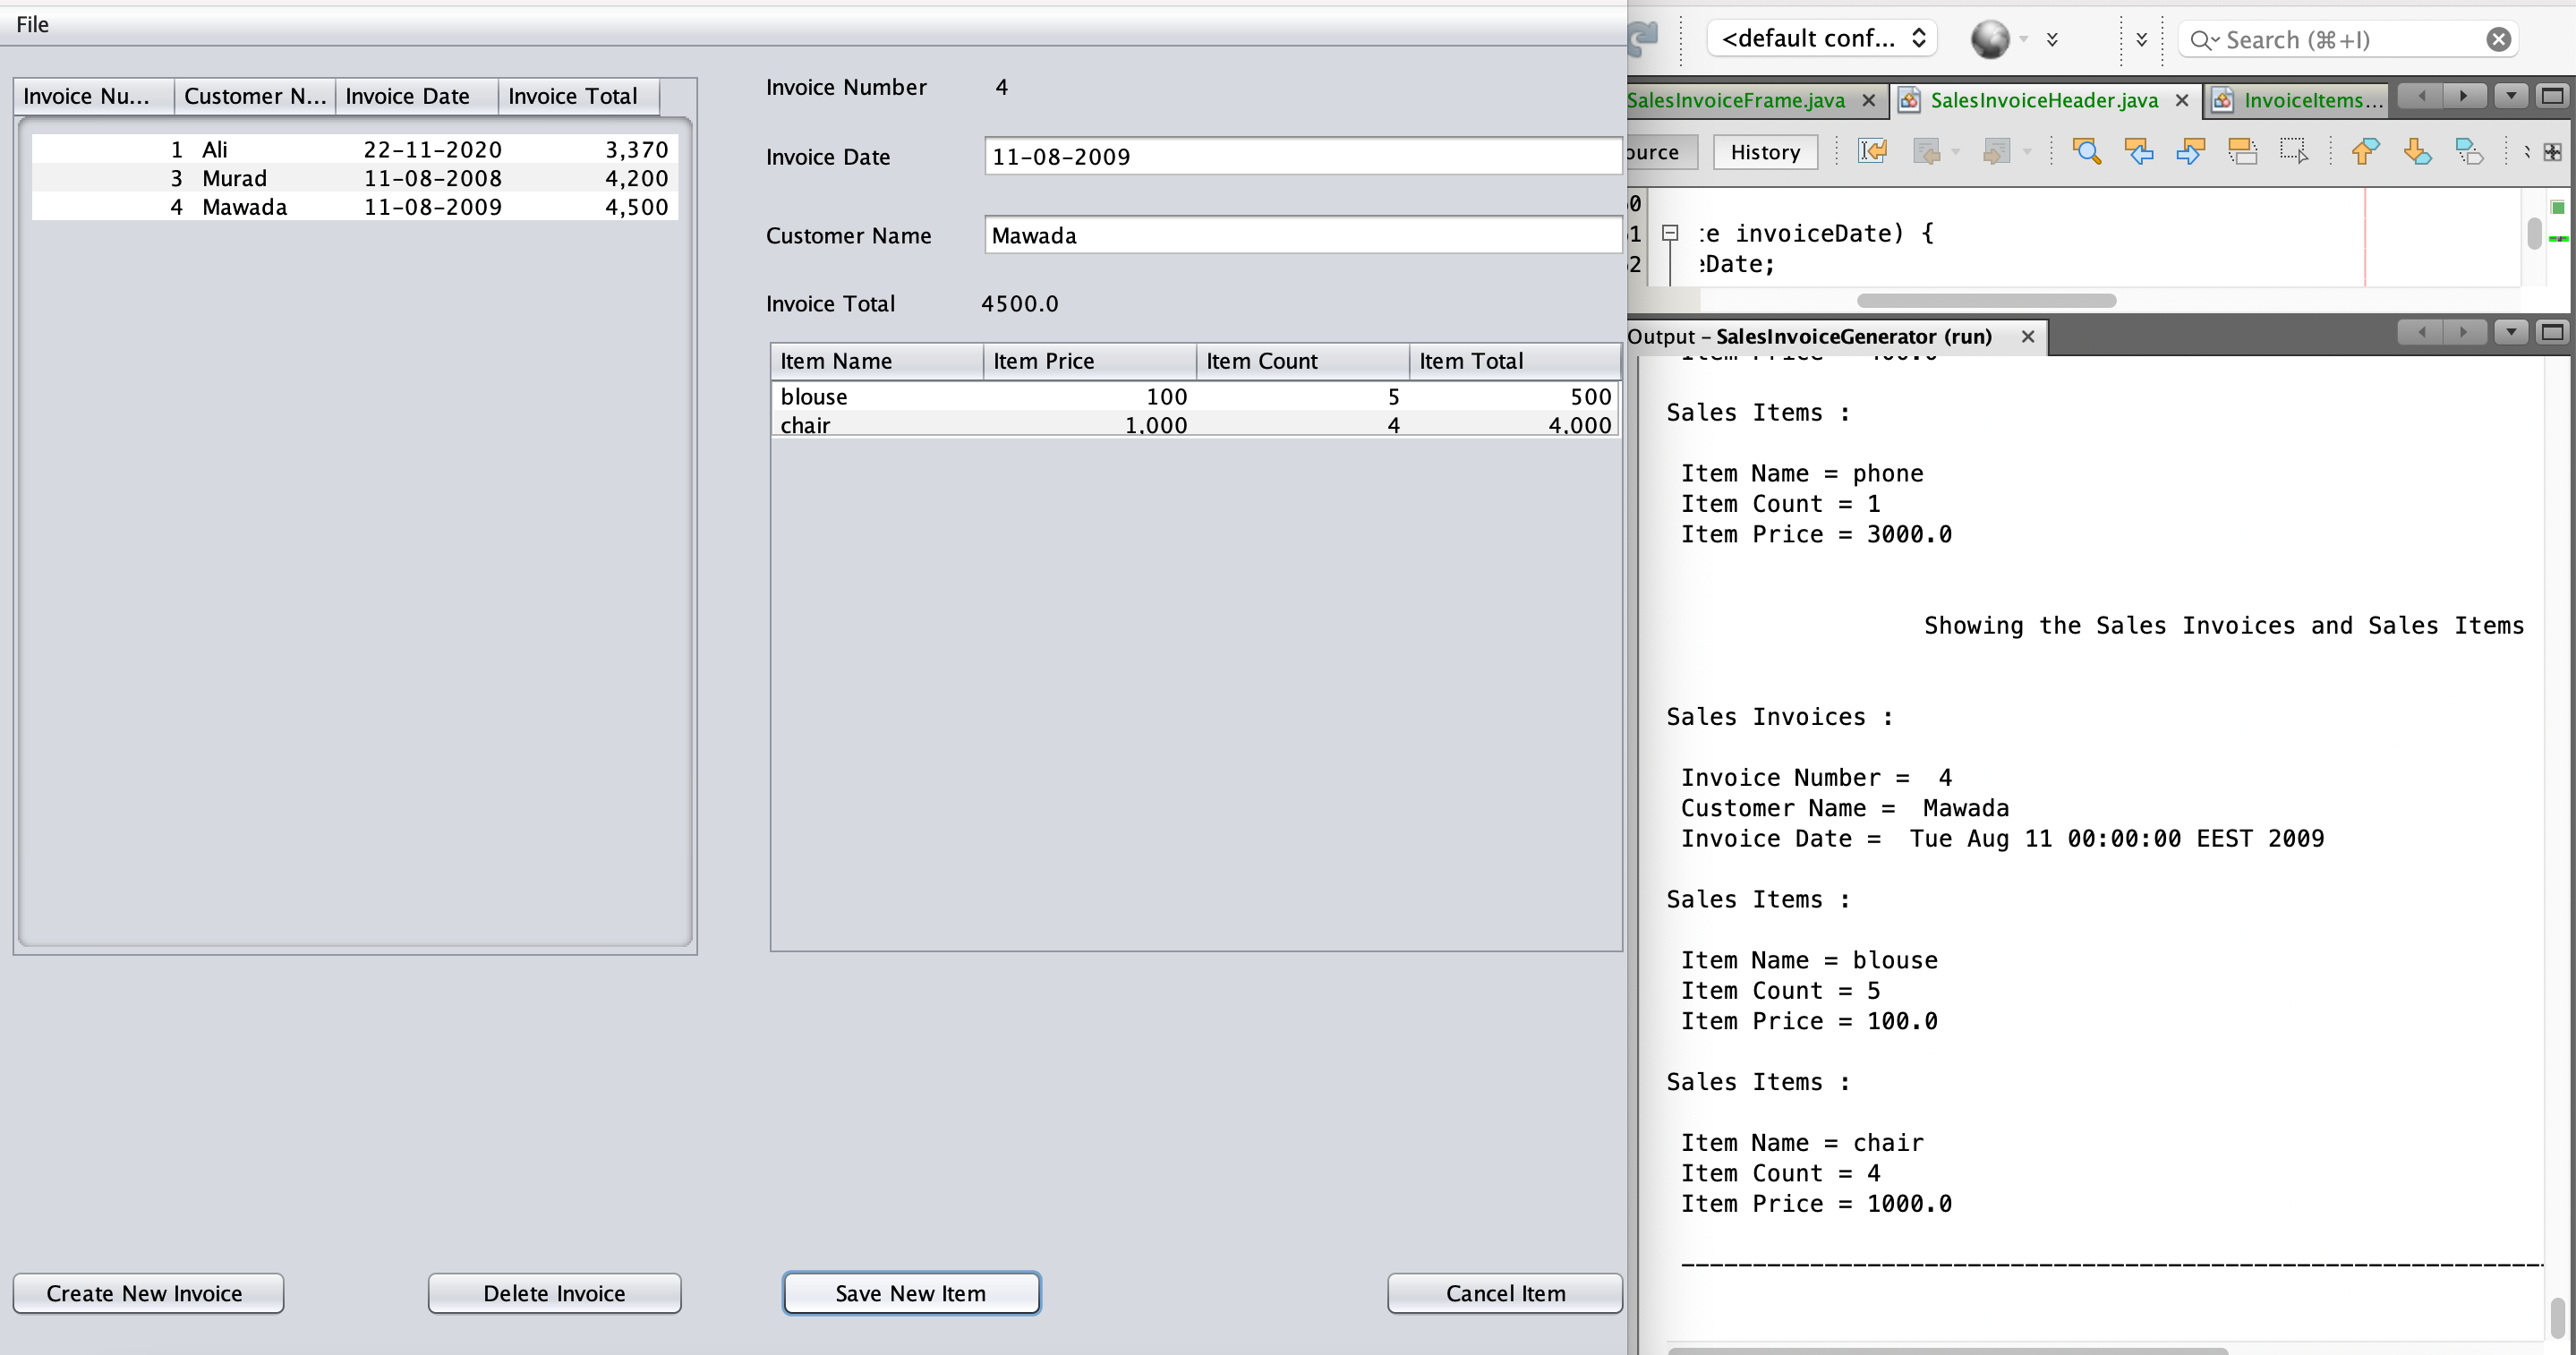 File
Invoice Nu... Customer N... Invoice Date Invoice Total
1 Ali 22-11-2020 3,370
3 Murad 11-08-2008 4,200
4 Mawada 11-08-2009 4,500
Invoice Number 4
Invoice Date 11-08-2009
Customer Name Mawada
Invoice Total 4500.0
Item Name Item Price Item Count Item Total
blouse 100 5 500
chair 1,000 4 4,000
Create New Invoice Delete Invoice Save New Item Cancel Item
<default conf... Search (⌘+I)
SalesInvoiceFrame.java SalesInvoiceHeader.java InvoiceItems...
ource History
invoiceDate) {
eDate;
Output – SalesInvoiceGenerator (run)
Sales Items :
Item Name = phone
Item Count = 1
Item Price = 3000.0
Showing the Sales Invoices and Sales Items
Sales Invoices :
Invoice Number = 4
Customer Name = Mawada
Invoice Date = Tue Aug 11 00:00:00 EEST 2009
Sales Items :
Item Name = blouse
Item Count = 5
Item Price = 100.0
Sales Items :
Item Name = chair
Item Count = 4
Item Price = 1000.0